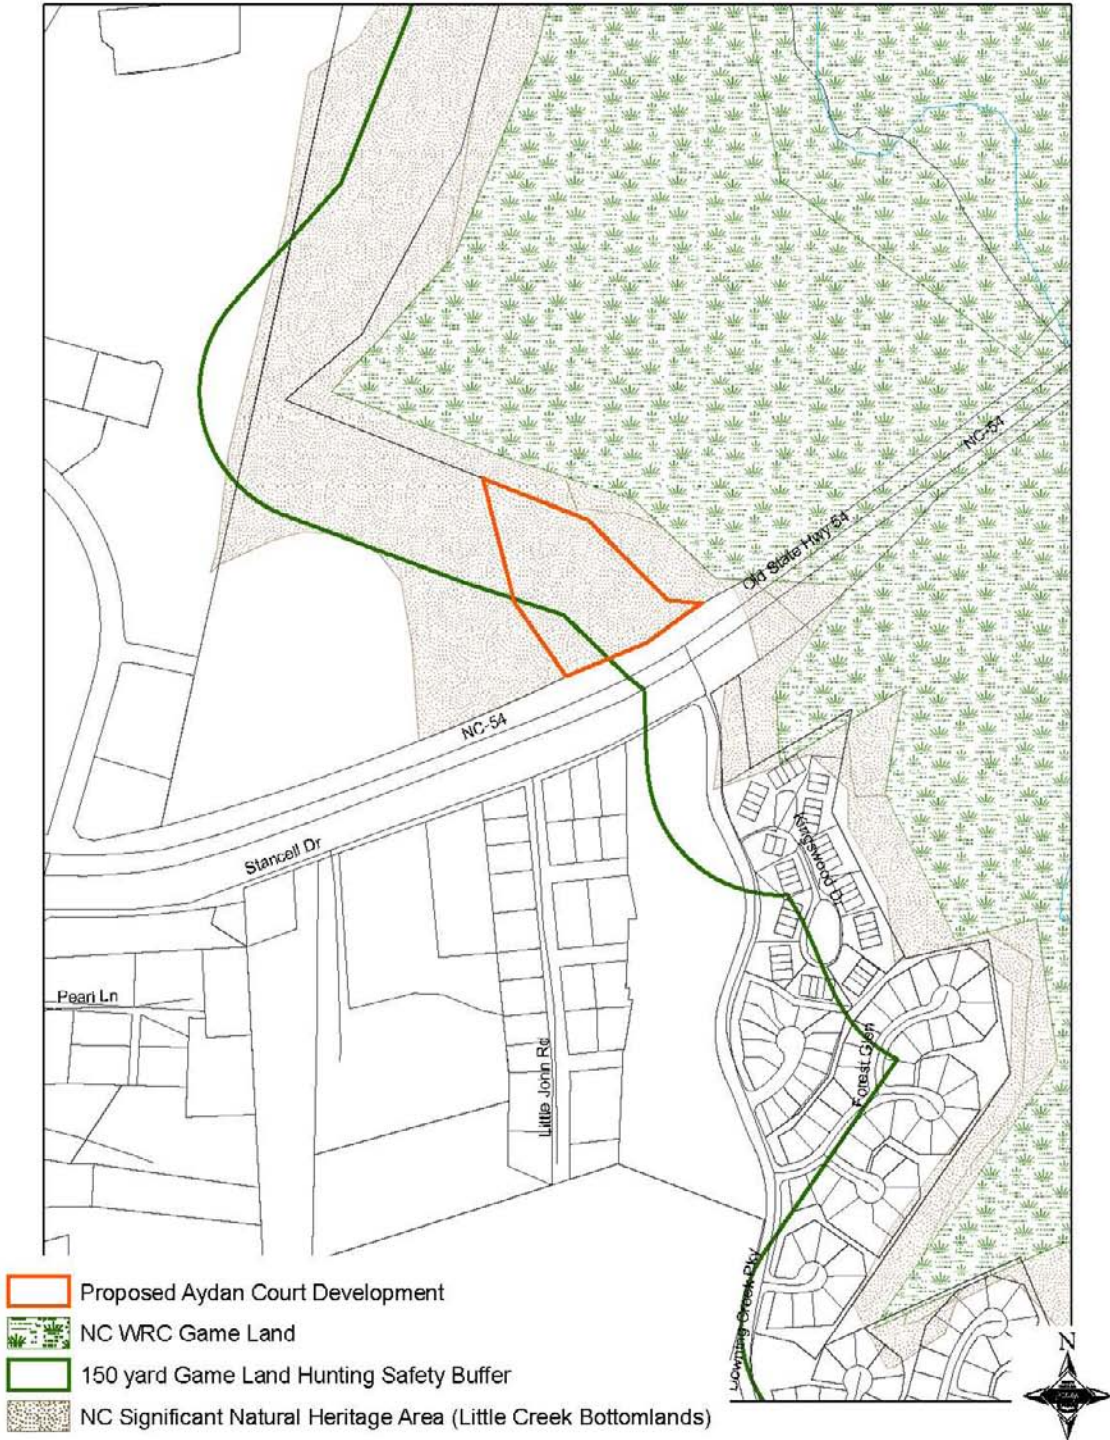 NC-54
Old State Hwy 54
NC-54
Stancell Dr
Kingswood Dr
Pearl Ln
Little John Rd
Forest Glen
Downing Creek Pky
Proposed Aydan Court Development
NC WRC Game Land
150 yard Game Land Hunting Safety Buffer
NC Significant Natural Heritage Area (Little Creek Bottomlands)
N